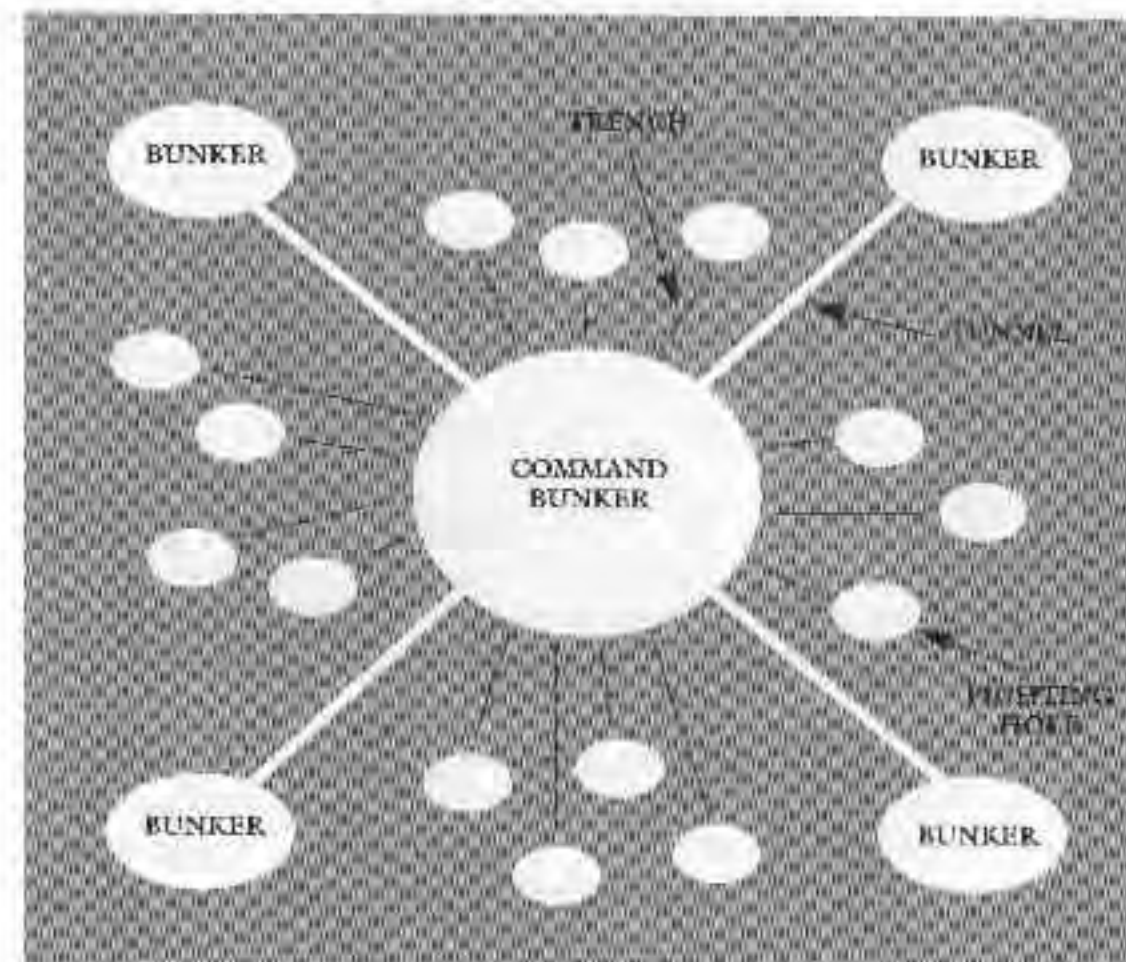 TRENCH
BUNKER
BUNKER
TUNNEL
COMMAND
BUNKER
FIGHTING
HOLE
BUNKER
BUNKER